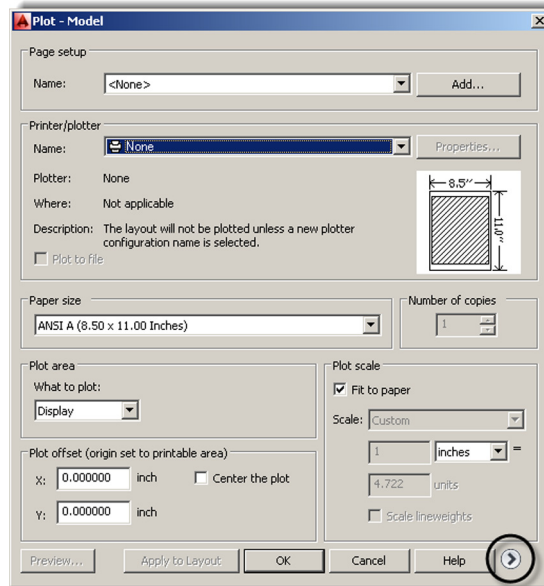 Plot - Model
Page setup
Name: <None> Add...
Printer/plotter
Name: None Properties...
Plotter: None
Where: Not applicable
Description: The layout will not be plotted unless a new plotter
configuration name is selected.
Plot to file
8.5″
11.0″
Paper size
ANSI A (8.50 x 11.00 Inches)
Number of copies
1
Plot area
What to plot:
Display
Plot offset (origin set to printable area)
X: 0.000000 inch Center the plot
Y: 0.000000 inch
Plot scale
Fit to paper
Scale: Custom
1 inches =
4.722 units
Scale lineweights
Preview... Apply to Layout OK Cancel Help